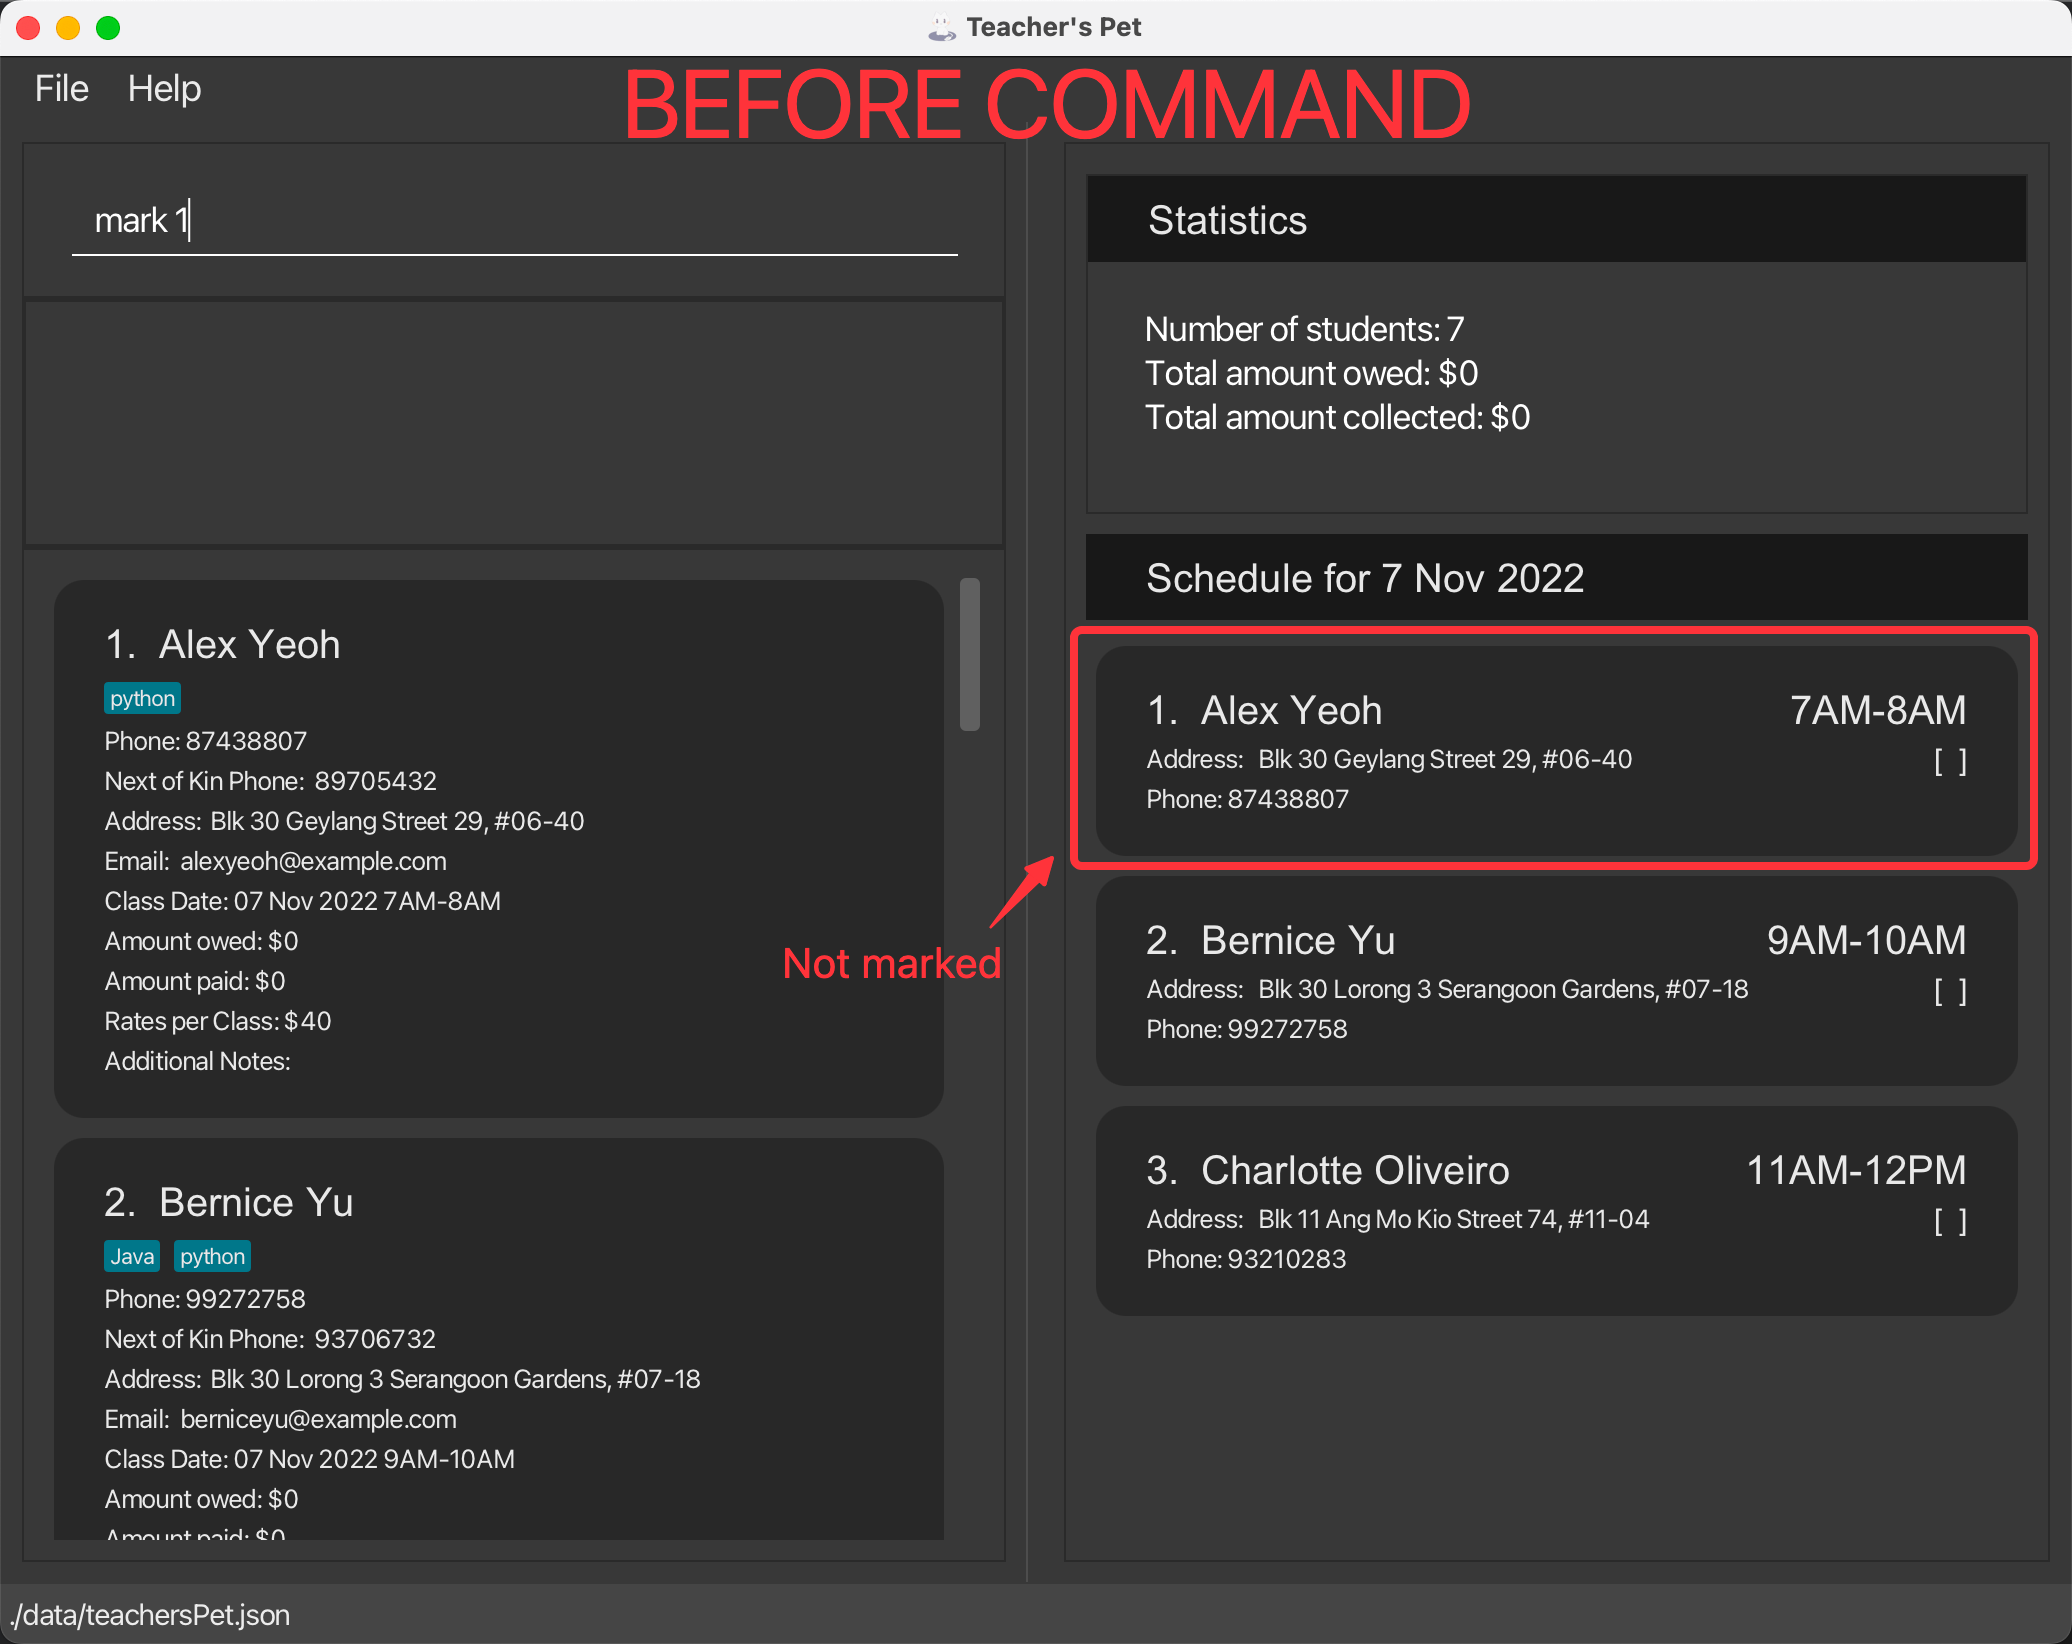 Teacher's Pet
File Help
BEFORE COMMAND
mark 1
1. Alex Yeoh
python
Phone: 87438807
Next of Kin Phone: 89705432
Address: Blk 30 Geylang Street 29, #06-40
Email: alexyeoh@example.com
Class Date: 07 Nov 2022 7AM-8AM
Amount owed: $0
Amount paid: $0
Rates per Class: $40
Additional Notes:
2. Bernice Yu
Java python
Phone: 99272758
Next of Kin Phone: 93706732
Address: Blk 30 Lorong 3 Serangoon Gardens, #07-18
Email: berniceyu@example.com
Class Date: 07 Nov 2022 9AM-10AM
Amount owed: $0
Amount paid: $0
Not marked
Statistics
Number of students: 7
Total amount owed: $0
Total amount collected: $0
Schedule for 7 Nov 2022
1. Alex Yeoh 7AM-8AM
Address: Blk 30 Geylang Street 29, #06-40 [ ]
Phone: 87438807
2. Bernice Yu 9AM-10AM
Address: Blk 30 Lorong 3 Serangoon Gardens, #07-18 [ ]
Phone: 99272758
3. Charlotte Oliveiro 11AM-12PM
Address: Blk 11 Ang Mo Kio Street 74, #11-04 [ ]
Phone: 93210283
./data/teachersPet.json